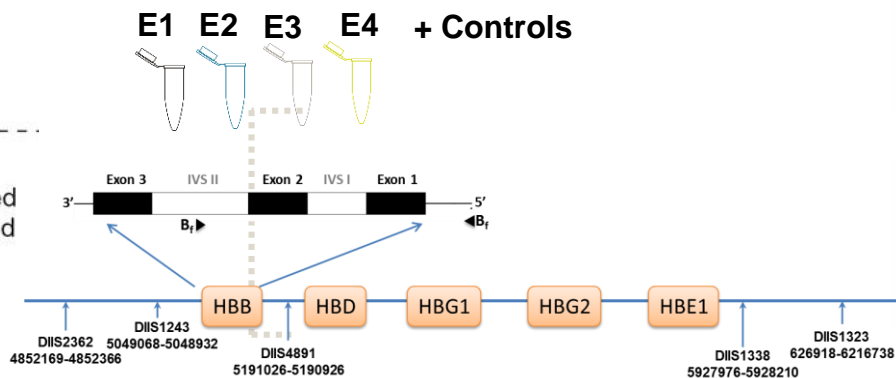 E1 E2 E3 E4 + Controls
ed
d
Exon 3 IVS II Exon 2 IVS I Exon 1
3’ 5’
Bf Bf
HBB HBD HBG1 HBG2 HBE1
DIIS2362
4852169-4852366
DIIS1243
5049068-5048932
DIIS4891
5191026-5190926
DIIS1338
5927976-5928210
DIIS1323
626918-6216738